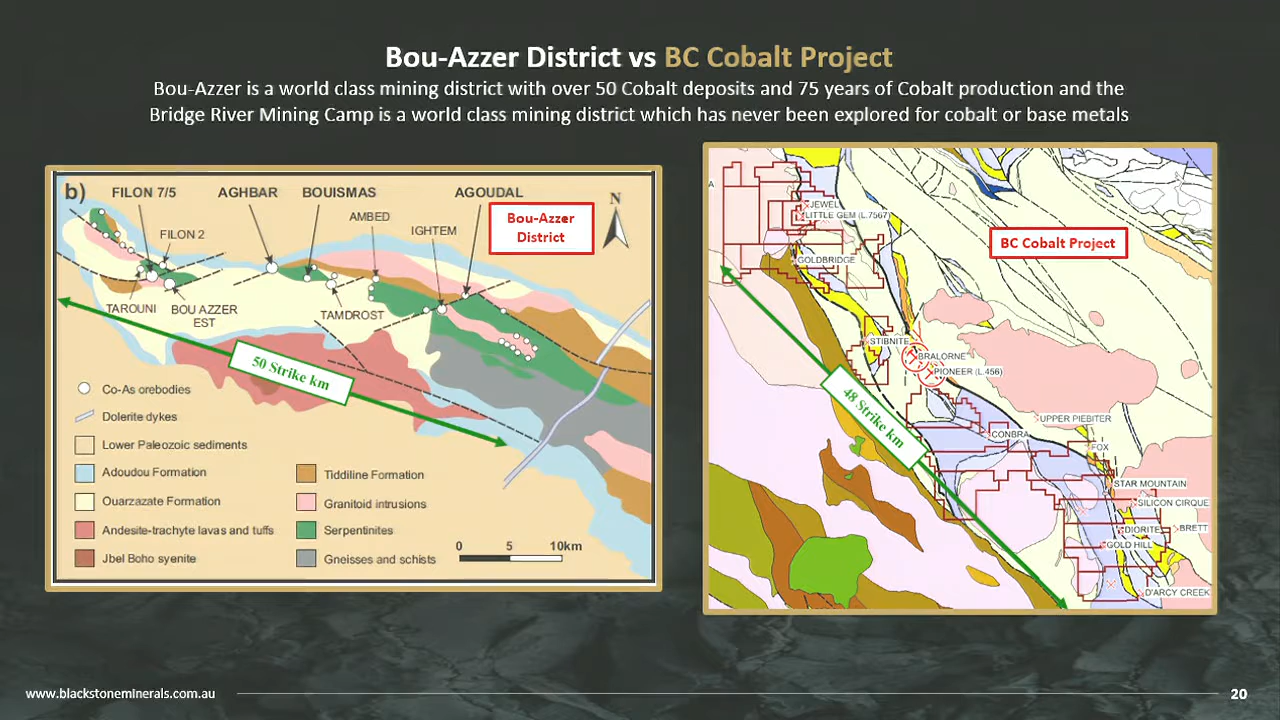 Bou-Azzer District vs BC Cobalt Project
Bou-Azzer is a world class mining district with over 50 Cobalt deposits and 75 years of Cobalt production and the
Bridge River Mining Camp is a world class mining district which has never been explored for cobalt or base metals
b)
FILON 7/5
AGHBAR
BOUISMAS
AGOUDAL
N
AMBED
IGHTEM
FILON 2
Bou-Azzer
District
TAROUNI
BOU AZZER
EST
TAMDROST
50 Strike km
Co-As orebodies
Dolerite dykes
Lower Paleozoic sediments
Adoudou Formation
Ouarzazate Formation
Andesite-trachyte lavas and tuffs
Jbel Boho syenite
Tiddiline Formation
Granitoid intrusions
Serpentinites
Gneisses and schists
0 5 10km
A
JEWEL
LITTLE GEM (L.7567)
BC Cobalt Project
GOLDBRIDGE
STIBNITE
BRALORNE
PIONEER (L.456)
48 Strike km
UPPER PIEBITER
CONBRA
FOX
STAR MOUNTAIN
SILICON CIRQUE
DIORITE
BRETT
GOLD HILL
D'ARCY CREEK
www.blackstoneminerals.com.au
20